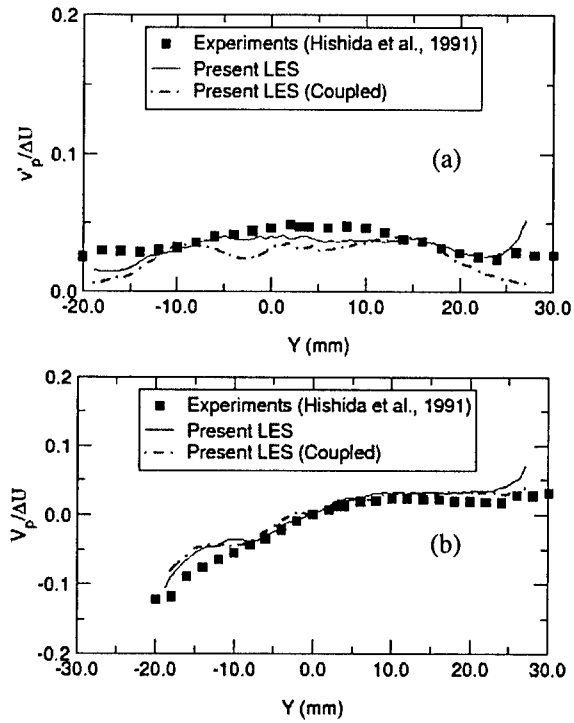 0.2
Experiments (Hishida et al., 1991)
Present LES
Present LES (Coupled)
v'p/ΔU
0.1
(a)
0.0
-20.0 -10.0 0.0 10.0 20.0 30.0
Y (mm)
0.2
Experiments (Hishida et al., 1991)
Present LES
Present LES (Coupled)
0.1
Vp/ΔU
0.0
(b)
-0.1
-0.2
-30.0 -20.0 -10.0 0.0 10.0 20.0 30.0
Y (mm)